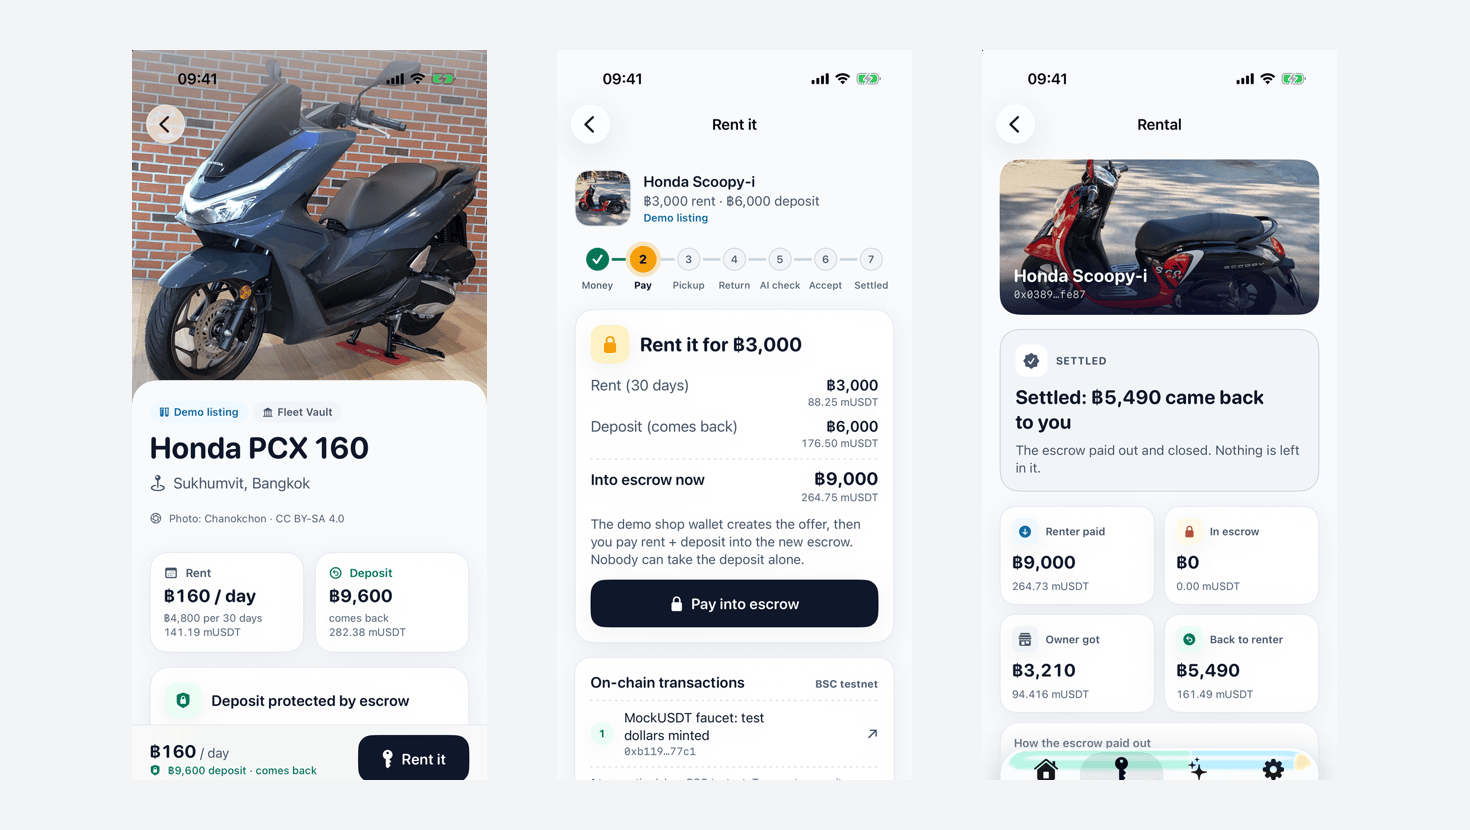 09:41
Demo listing
Fleet Vault
Honda PCX 160
Sukhumvit, Bangkok
Photo: Chanokchon · CC BY-SA 4.0
Rent
฿160 / day
฿4,800 per 30 days
141.19 mUSDT
Deposit
฿9,600
comes back
282.38 mUSDT
Deposit protected by escrow
฿160 / day
฿9,600 deposit · comes back
Rent it
09:41
Rent it
Honda Scoopy-i
฿3,000 rent · ฿6,000 deposit
Demo listing
2
3
4
5
6
7
Money
Pay
Pickup
Return
AI check
Accept
Settled
Rent it for ฿3,000
Rent (30 days)
฿3,000
88.25 mUSDT
Deposit (comes back)
฿6,000
176.50 mUSDT
Into escrow now
฿9,000
264.75 mUSDT
The demo shop wallet creates the offer, then
you pay rent + deposit into the new escrow.
Nobody can take the deposit alone.
Pay into escrow
On-chain transactions
BSC testnet
1
MockUSDT faucet: test
dollars minted
0xb119…77c1
09:41
Rental
Honda Scoopy-i
0x0389…fe87
SETTLED
Settled: ฿5,490 came back
to you
The escrow paid out and closed. Nothing is left
in it.
Renter paid
฿9,000
264.73 mUSDT
In escrow
฿0
0.00 mUSDT
Owner got
฿3,210
94.416 mUSDT
Back to renter
฿5,490
161.49 mUSDT
How the escrow paid out